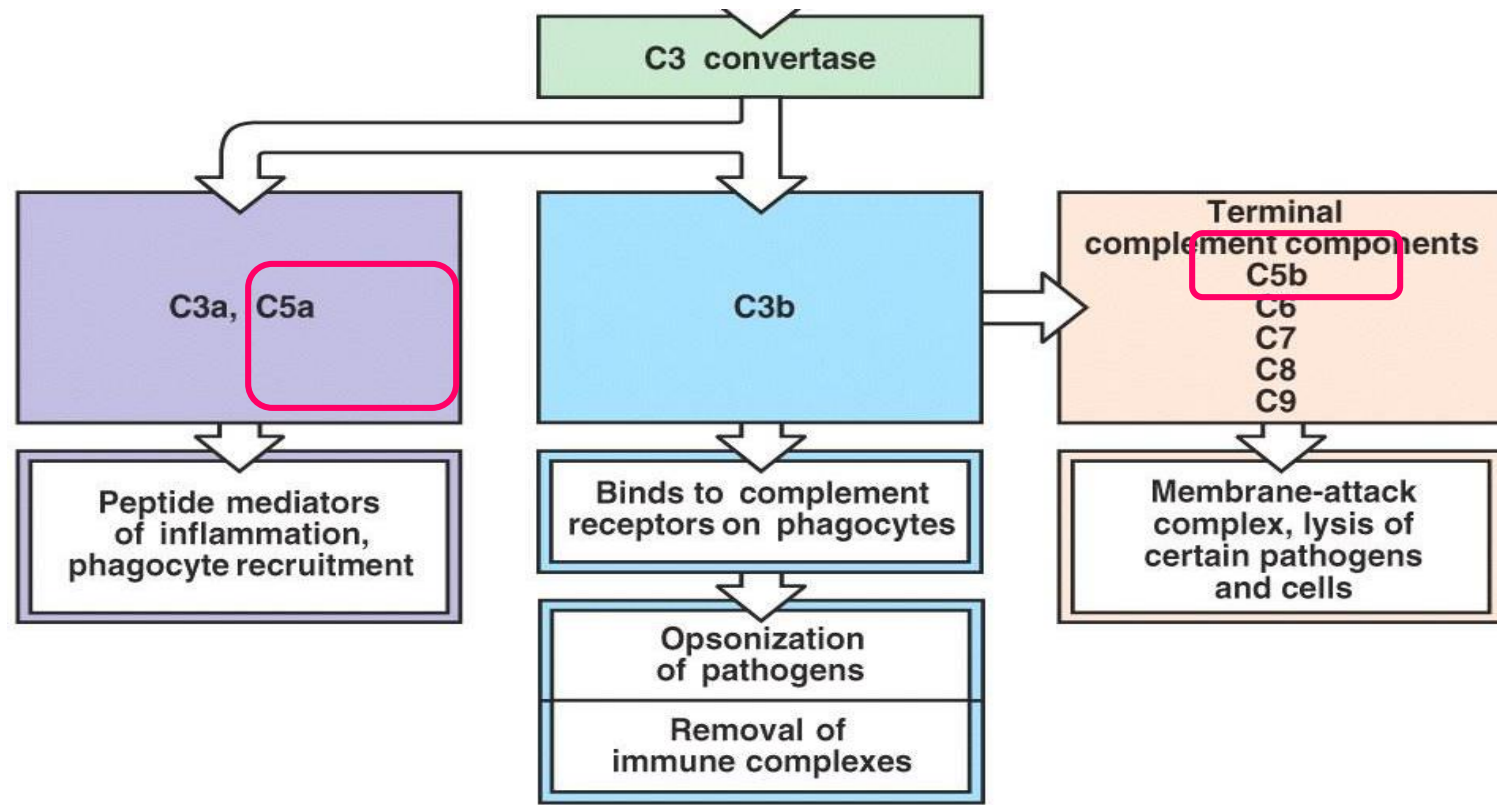 C3 convertase
C3a, C5a
Peptide mediators
of inflammation,
phagocyte recruitment
C3b
Binds to complement
receptors on phagocytes
Opsonization
of pathogens
Removal of
immune complexes
Terminal
complement components
C5b
C6
C7
C8
C9
Membrane-attack
complex, lysis of
certain pathogens
and cells